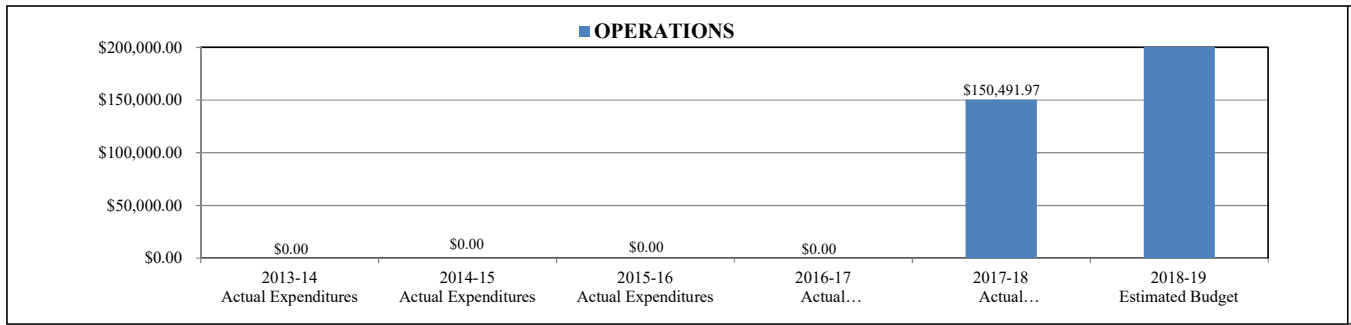 OPERATIONS
$200,000.00
$150,000.00
$100,000.00
$50,000.00
$0.00
$0.00
$0.00
$0.00
$0.00
$150,491.97
2013-14
Actual Expenditures
2014-15
Actual Expenditures
2015-16
Actual Expenditures
2016-17
Actual…
2017-18
Actual…
2018-19
Estimated Budget